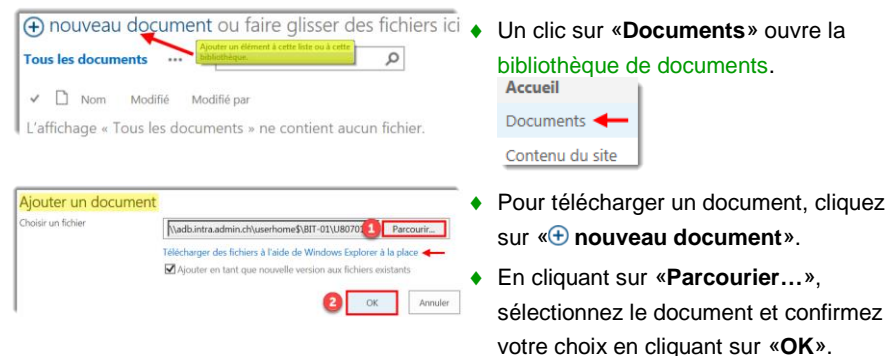 ⊕ nouveau document ou faire glisser des fichiers ici
Ajouter un élément à cette liste ou à cette
bibliothèque.
Tous les documents ...
✓ Nom Modifié Modifié par
L'affichage « Tous les documents » ne contient aucun fichier.
♦ Un clic sur «Documents» ouvre la
bibliothèque de documents.
Accueil
Documents
Contenu du site
Ajouter un document
Choisir un fichier
\\adb.intra.admin.ch\userhome$\BIT-01\U80701 1 Parcourir...
Télécharger des fichiers à l'aide de Windows Explorer à la place
Ajouter en tant que nouvelle version aux fichiers existants
2 OK Annuler
♦ Pour télécharger un document, cliquez
sur «⊕ nouveau document».
♦ En cliquant sur «Parcourier…»,
sélectionnez le document et confirmez
votre choix en cliquant sur «OK».